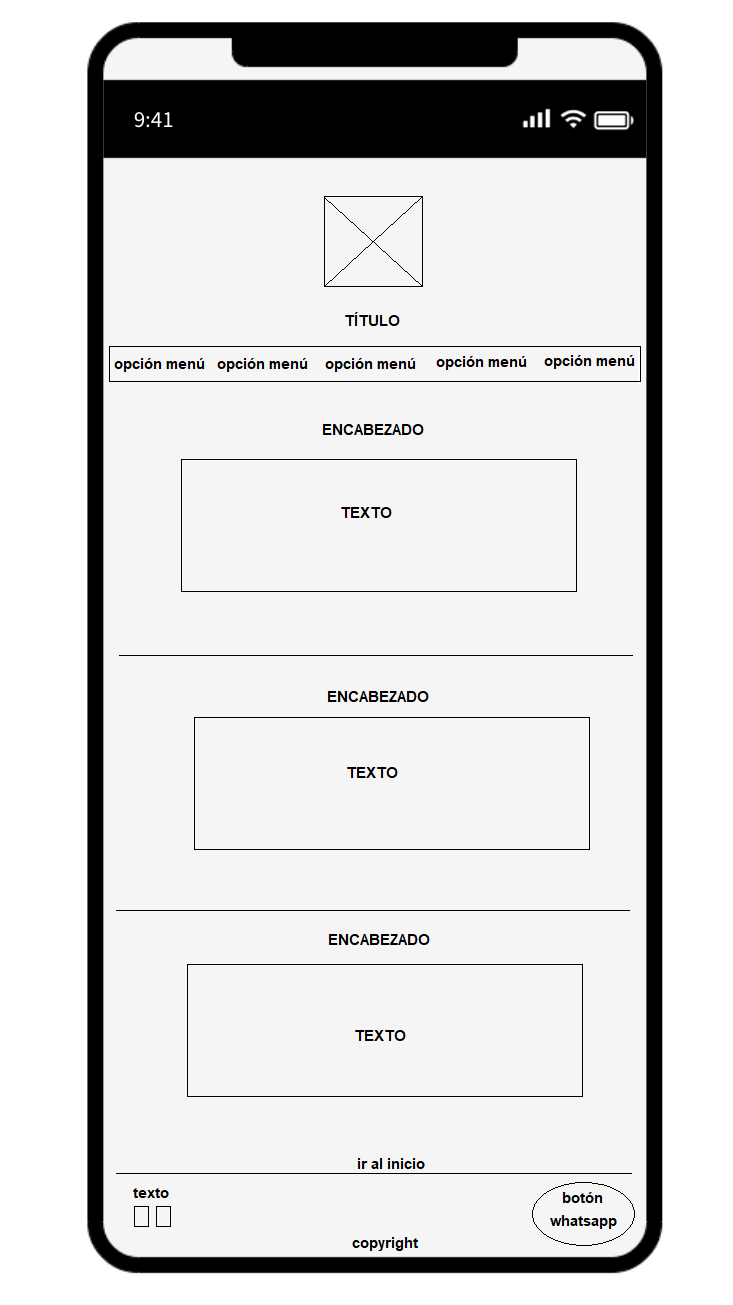 9:41
TÍTULO
opción menú opción menú opción menú opción menú opción menú
ENCABEZADO
TEXTO
ENCABEZADO
TEXTO
ENCABEZADO
TEXTO
ir al inicio
texto
botón
whatsapp
copyright